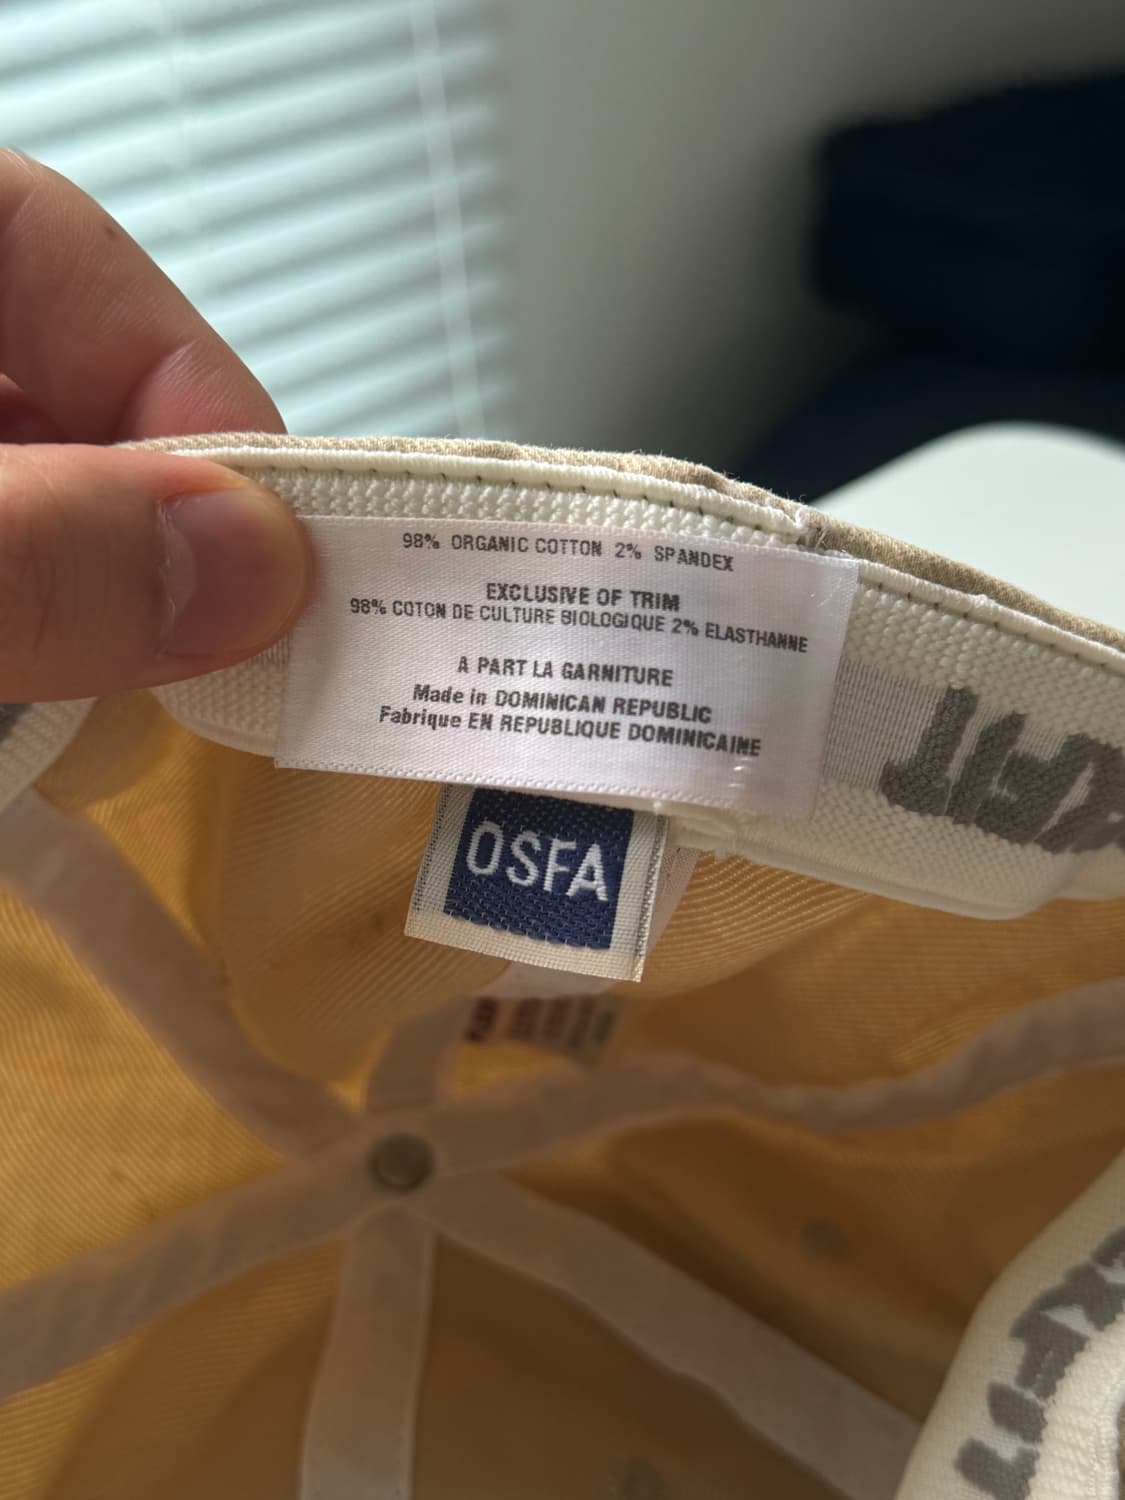 98% ORGANIC COTTON 2% SPANDEX
EXCLUSIVE OF TRIM
98% COTON DE CULTURE BIOLOGIQUE 2% ELASTHANNE
A PART LA GARNITURE
Made in DOMINICAN REPUBLIC
Fabrique EN REPUBLIQUE DOMINICAINE
OSFA